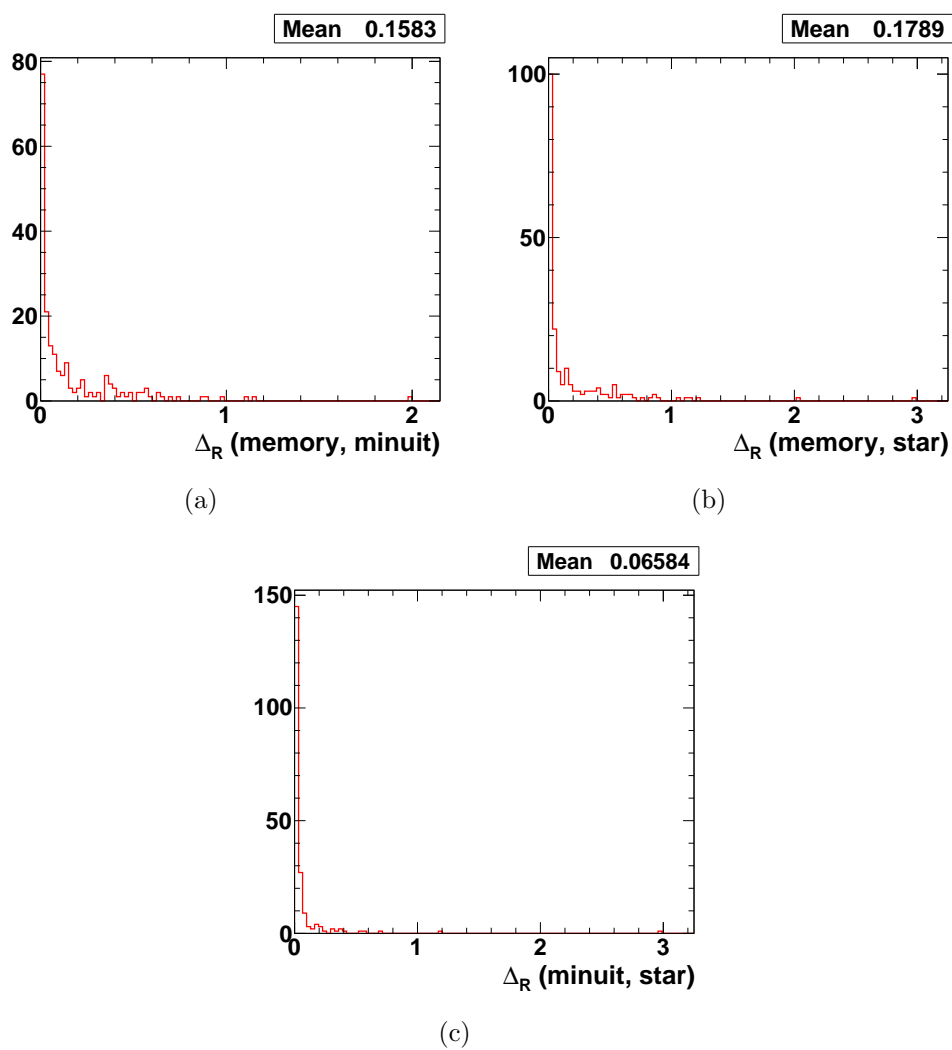 Mean 0.1583
80
60
40
20
0
0 1 2
Δ_R (memory, minuit)
(a)
Mean 0.1789
100
50
0
0 1 2 3
Δ_R (memory, star)
(b)
Mean 0.06584
150
100
50
0
0 1 2 3
Δ_R (minuit, star)
(c)